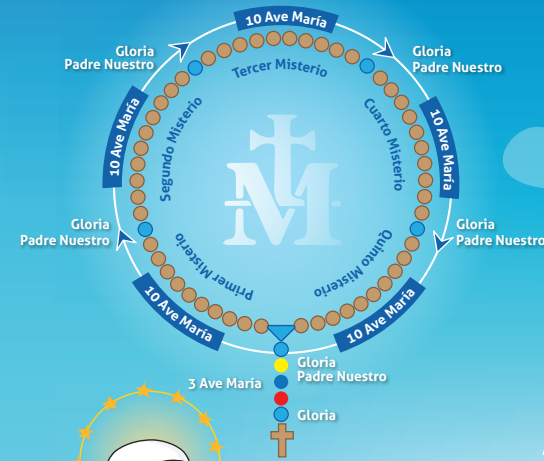 10 Ave María
Gloria
Padre Nuestro
Gloria
Padre Nuestro
Tercer Misterio
10 Ave María
Segundo Misterio
Cuarto Misterio
10 Ave María
M
Gloria
Padre Nuestro
Gloria
Padre Nuestro
Primer Misterio
Quinto Misterio
10 Ave María
10 Ave María
Gloria
Padre Nuestro
3 Ave María
Gloria